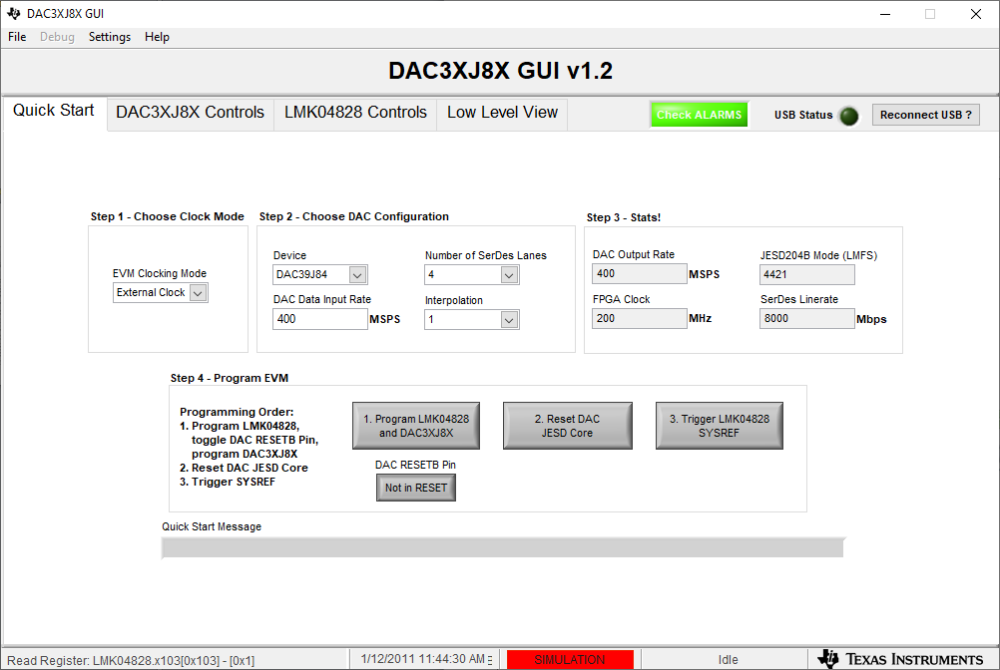 DAC3XJ8X GUI
File Debug Settings Help
DAC3XJ8X GUI v1.2
Quick Start DAC3XJ8X Controls LMK04828 Controls Low Level View Check ALARMS USB Status Reconnect USB ?
Step 1 - Choose Clock Mode
EVM Clocking Mode
External Clock
Step 2 - Choose DAC Configuration
Device
DAC39J84
DAC Data Input Rate
400 MSPS
Number of SerDes Lanes
4
Interpolation
1
Step 3 - Stats!
DAC Output Rate
400 MSPS
FPGA Clock
200 MHz
JESD204B Mode (LMFS)
4421
SerDes Linerate
8000 Mbps
Step 4 - Program EVM
Programming Order:
1. Program LMK04828,
toggle DAC RESETB Pin,
program DAC3XJ8X
2. Reset DAC JESD Core
3. Trigger SYSREF
1. Program LMK04828
and DAC3XJ8X
DAC RESETB Pin
Not in RESET
2. Reset DAC
JESD Core
3. Trigger LMK04828
SYSREF
Quick Start Message
Read Register: LMK04828.x103[0x103] - [0x1] 1/12/2011 11:44:30 AM SIMULATION Idle TEXAS INSTRUMENTS